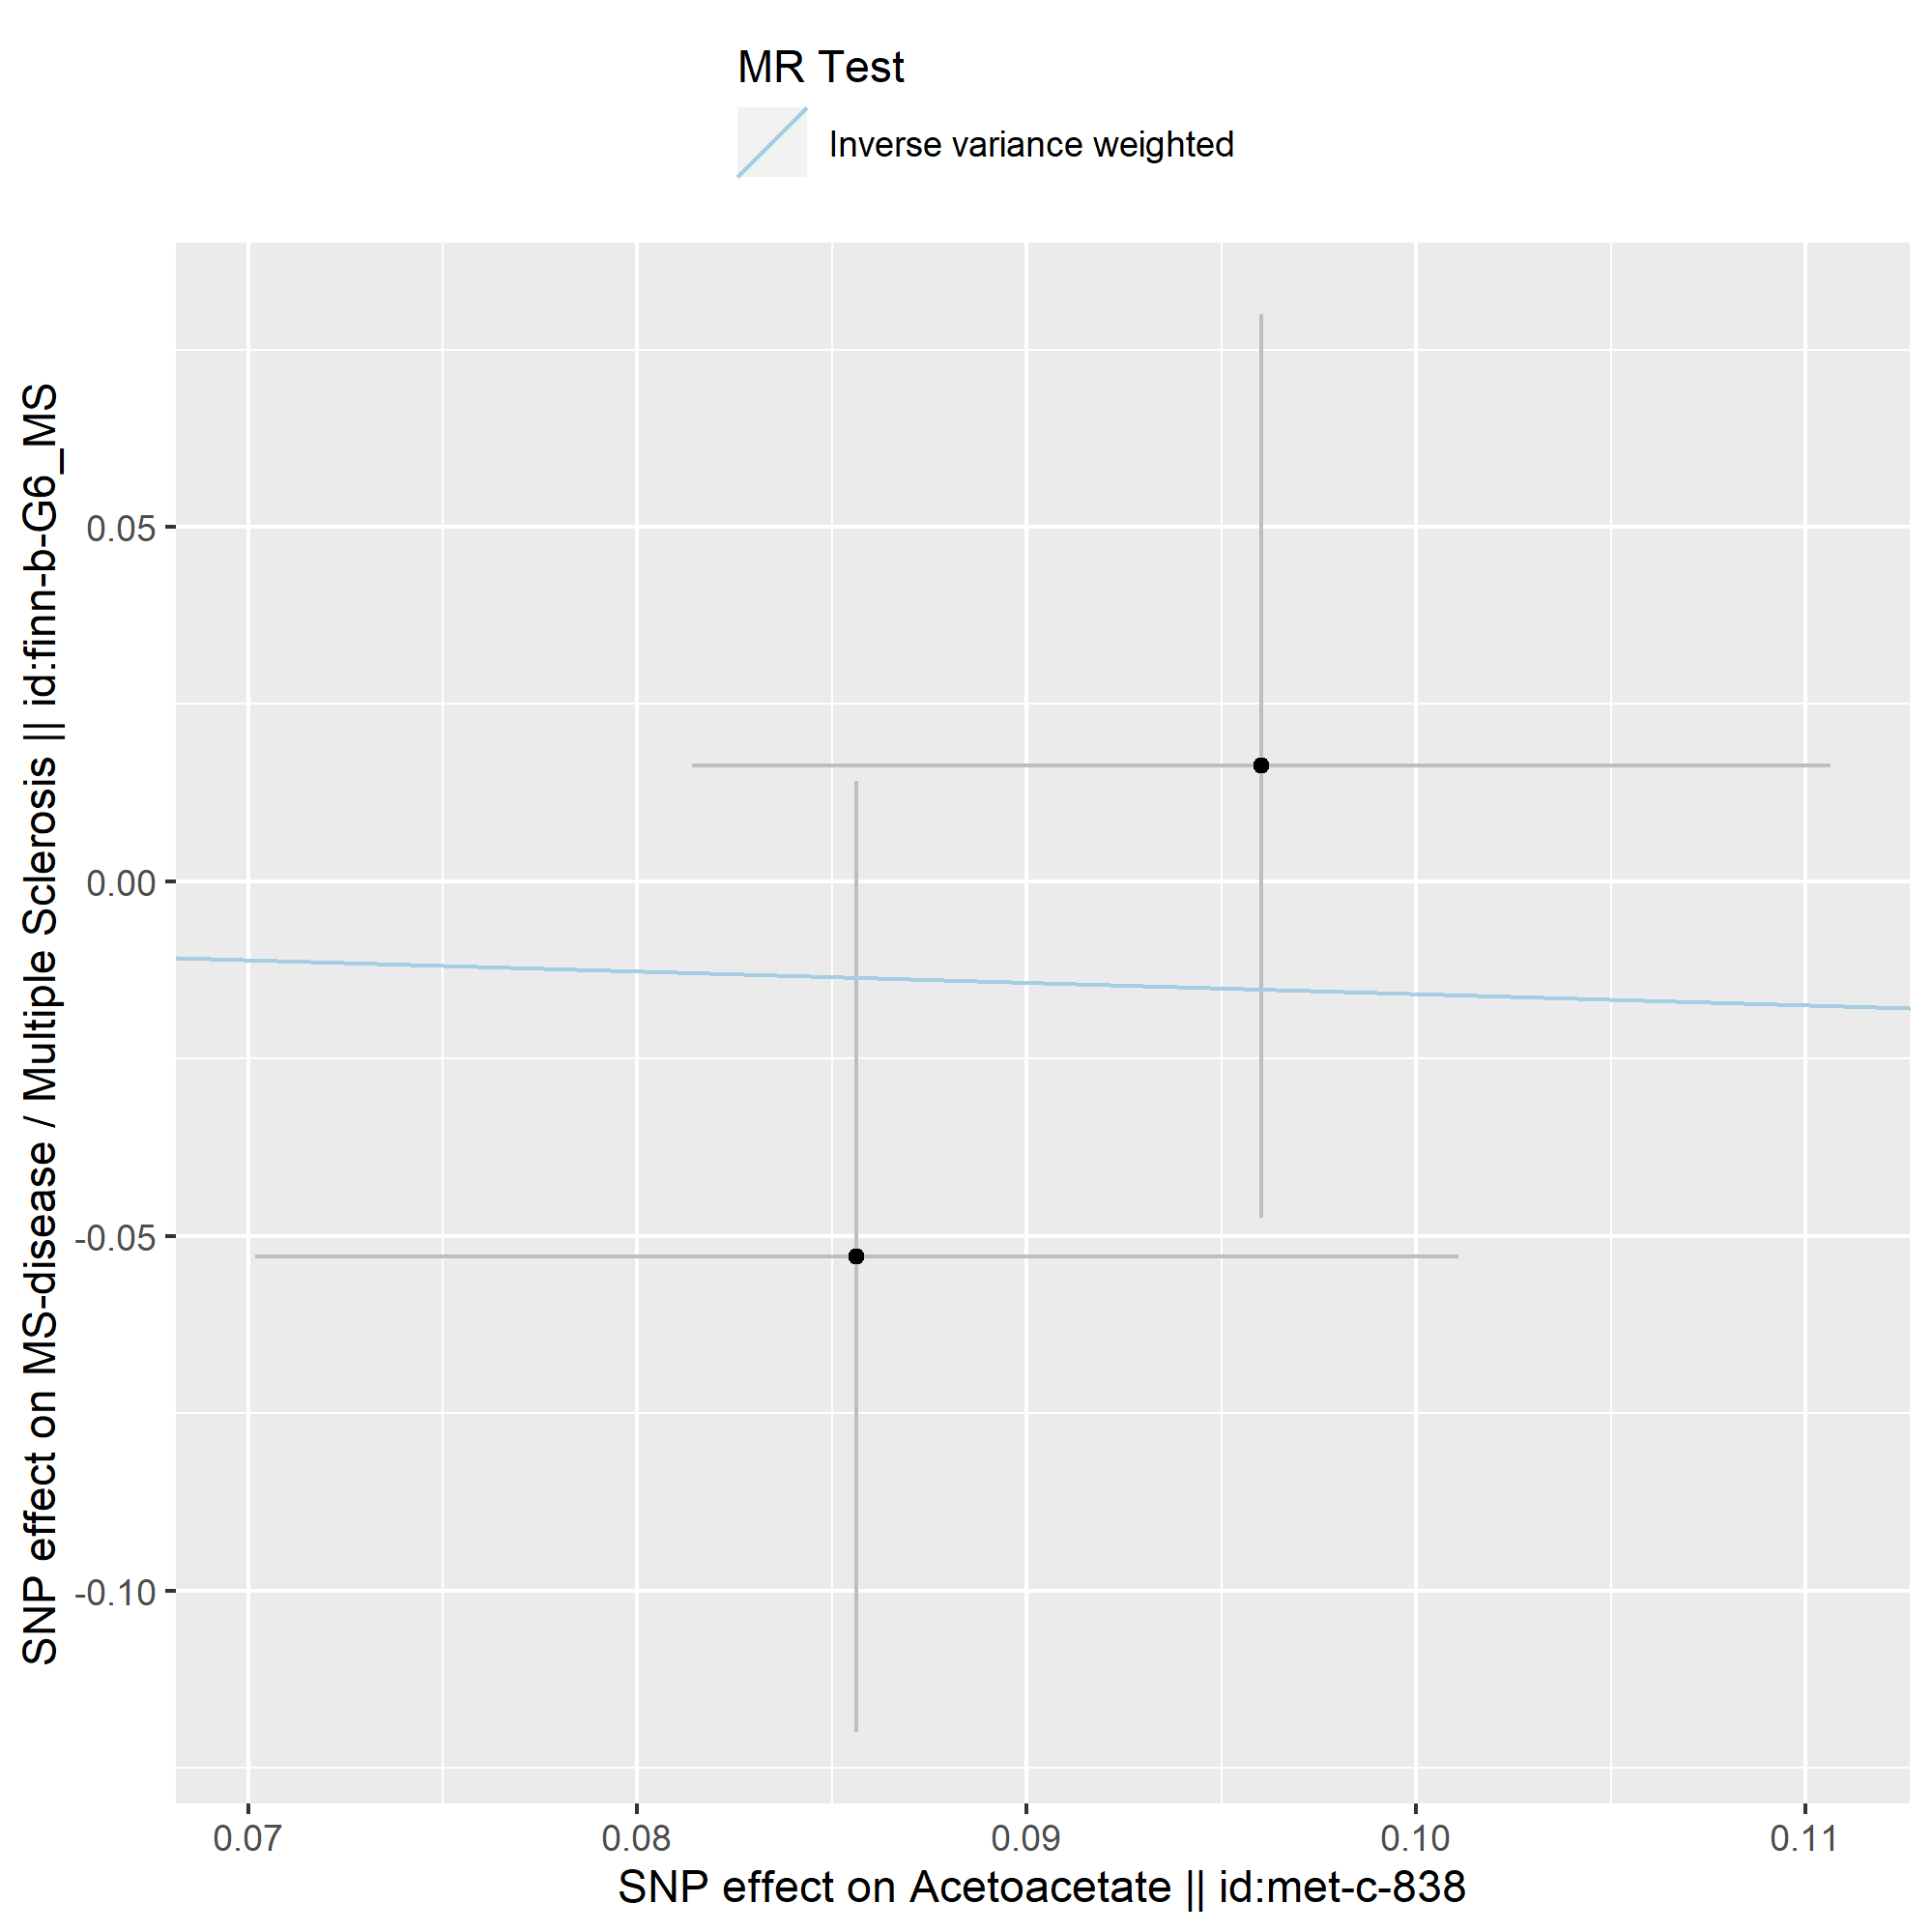 MR Test
Inverse variance weighted
SNP effect on MS-disease / Multiple Sclerosis || id:finn-b-G6_MS
0.05
0.00
-0.05
-0.10
0.07
0.08
0.09
0.10
0.11
SNP effect on Acetoacetate || id:met-c-838